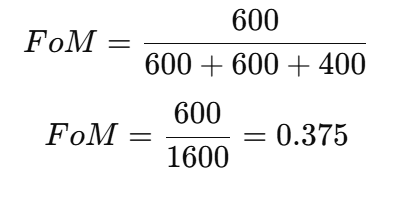 FoM = 600 / 600 + 600 + 400
FoM = 600 / 1600 = 0.375